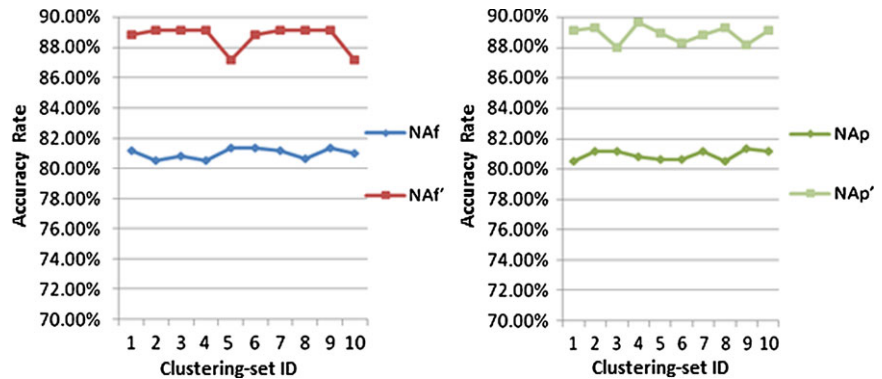 90.00%
88.00%
86.00%
84.00%
82.00%
80.00%
78.00%
76.00%
74.00%
72.00%
70.00%
Accuracy Rate
1 2 3 4 5 6 7 8 9 10
Clustering-set ID
NAf
NAf'
90.00%
88.00%
86.00%
84.00%
82.00%
80.00%
78.00%
76.00%
74.00%
72.00%
70.00%
Accuracy Rate
1 2 3 4 5 6 7 8 9 10
Clustering-set ID
NAp
NAp'